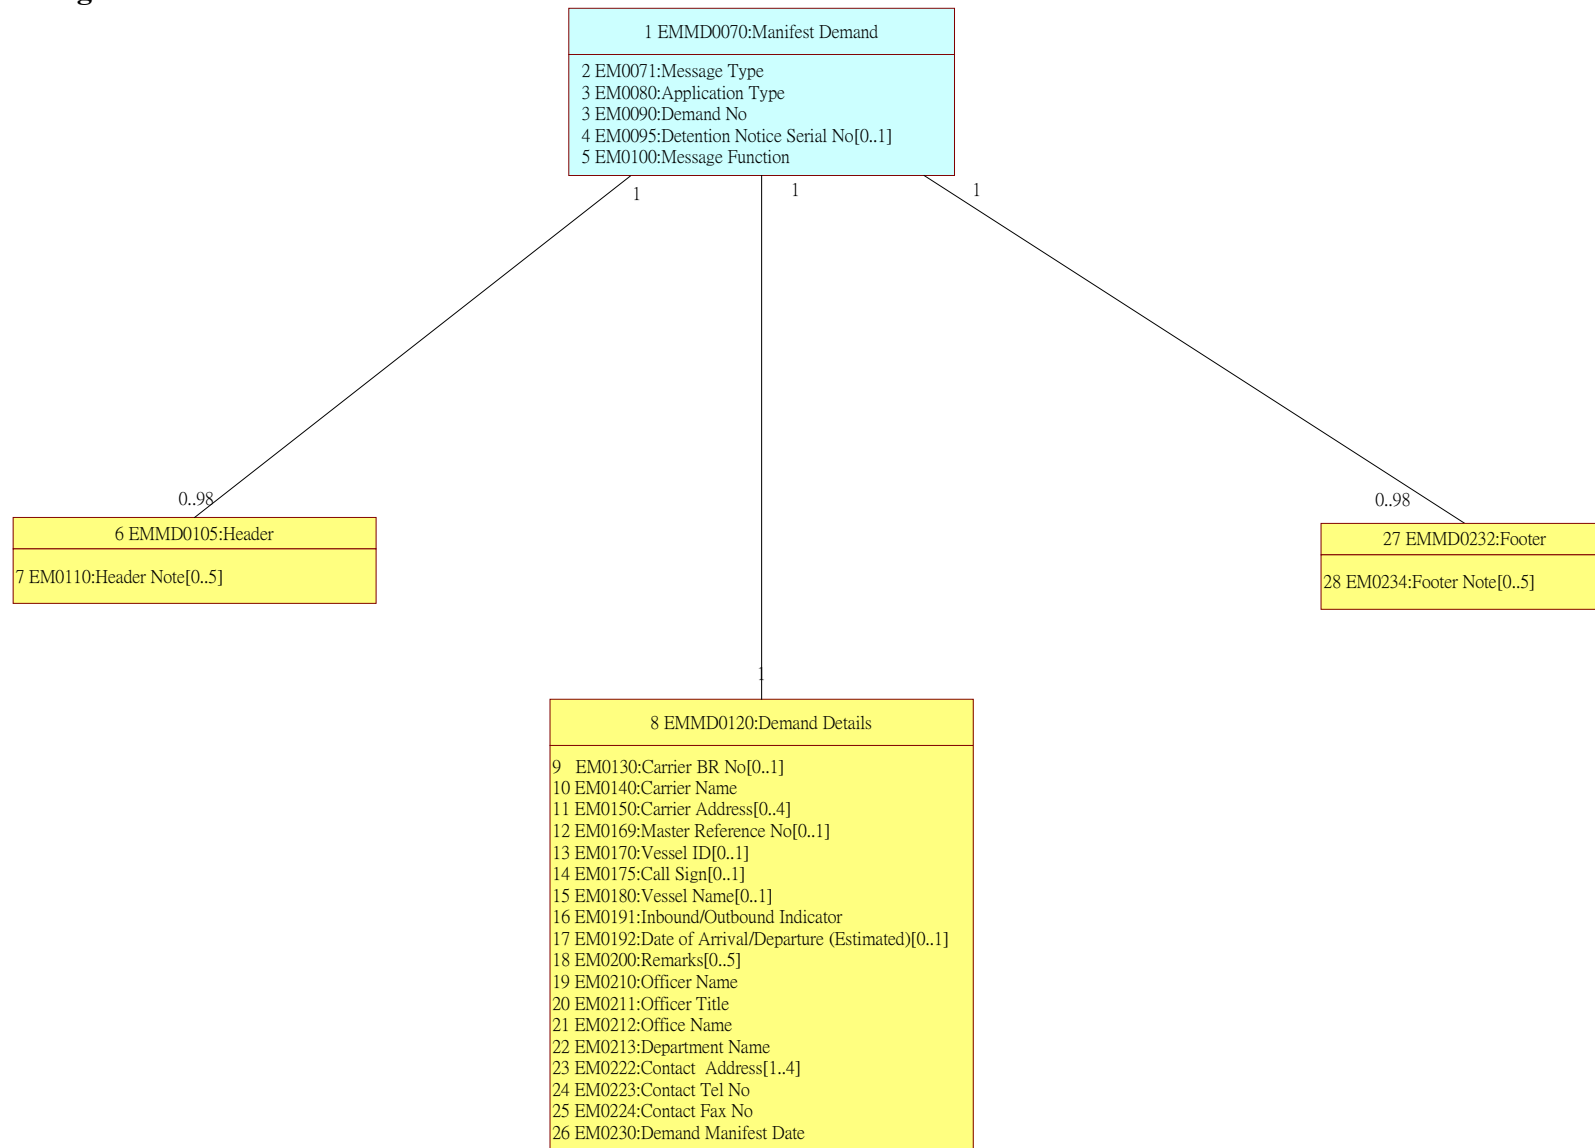 1 EMMD0070:Manifest Demand
2 EM0071:Message Type
3 EM0080:Application Type
3 EM0090:Demand No
4 EM0095:Detention Notice Serial No[0..1]
5 EM0100:Message Function
1
1
1
0..98
0..98
6 EMMD0105:Header
7 EM0110:Header Note[0..5]
27 EMMD0232:Footer
28 EM0234:Footer Note[0..5]
1
8 EMMD0120:Demand Details
9 EM0130:Carrier BR No[0..1]
10 EM0140:Carrier Name
11 EM0150:Carrier Address[0..4]
12 EM0169:Master Reference No[0..1]
13 EM0170:Vessel ID[0..1]
14 EM0175:Call Sign[0..1]
15 EM0180:Vessel Name[0..1]
16 EM0191:Inbound/Outbound Indicator
17 EM0192:Date of Arrival/Departure (Estimated)[0..1]
18 EM0200:Remarks[0..5]
19 EM0210:Officer Name
20 EM0211:Officer Title
21 EM0212:Office Name
22 EM0213:Department Name
23 EM0222:Contact  Address[1..4]
24 EM0223:Contact Tel No
25 EM0224:Contact Fax No
26 EM0230:Demand Manifest Date